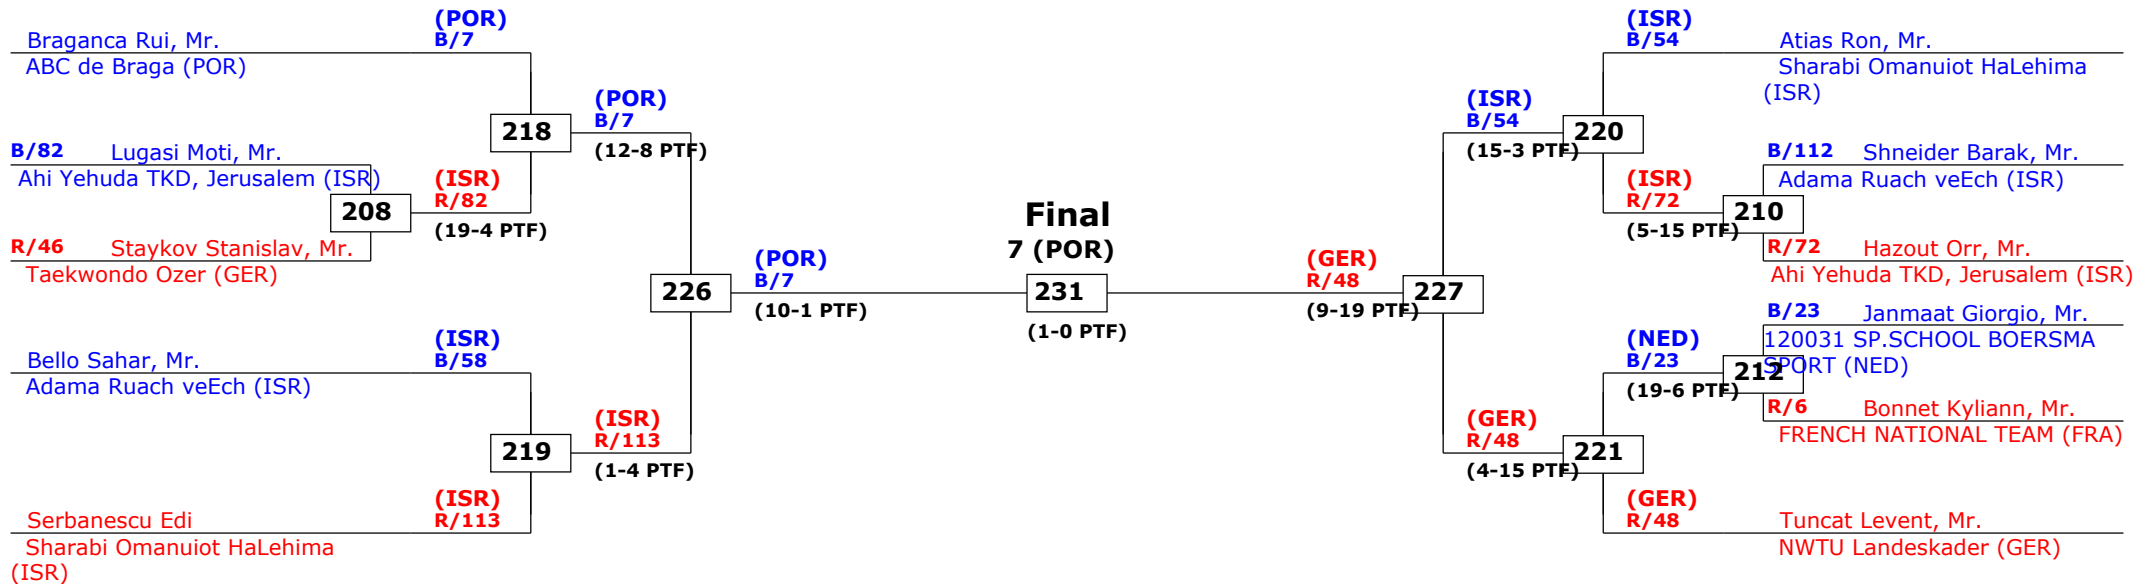 (POR)
B/7
Braganca Rui, Mr.
ABC de Braga (POR)
B/82 Lugasi Moti, Mr.
Ahi Yehuda TKD, Jerusalem (ISR)
R/46 Staykov Stanislav, Mr.
Taekwondo Ozer (GER)
208
(ISR)
R/82
(19-4 PTF)
218
(POR)
B/7
(12-8 PTF)
Bello Sahar, Mr.
Adama Ruach veEch (ISR)
(ISR)
B/58
Serbanescu Edi
Sharabi Omanuiot HaLehima
(ISR)
(ISR)
R/113
219
(ISR)
R/113
(1-4 PTF)
226
(POR)
B/7
(10-1 PTF)
Final
7 (POR)
231
(1-0 PTF)
(GER)
R/48
(9-19 PTF)
227
(ISR)
B/54
(15-3 PTF)
220
(ISR)
B/54
Atias Ron, Mr.
Sharabi Omanuiot HaLehima
(ISR)
(ISR)
R/72
(5-15 PTF)
210
B/112 Shneider Barak, Mr.
Adama Ruach veEch (ISR)
R/72 Hazout Orr, Mr.
Ahi Yehuda TKD, Jerusalem (ISR)
(GER)
R/48
(4-15 PTF)
221
(NED)
B/23
(19-6 PTF)
212
B/23 Janmaat Giorgio, Mr.
120031 SP.SCHOOL BOERSMA
SPORT (NED)
R/6 Bonnet Kyliann, Mr.
FRENCH NATIONAL TEAM (FRA)
(GER)
R/48
Tuncat Levent, Mr.
NWTU Landeskader (GER)